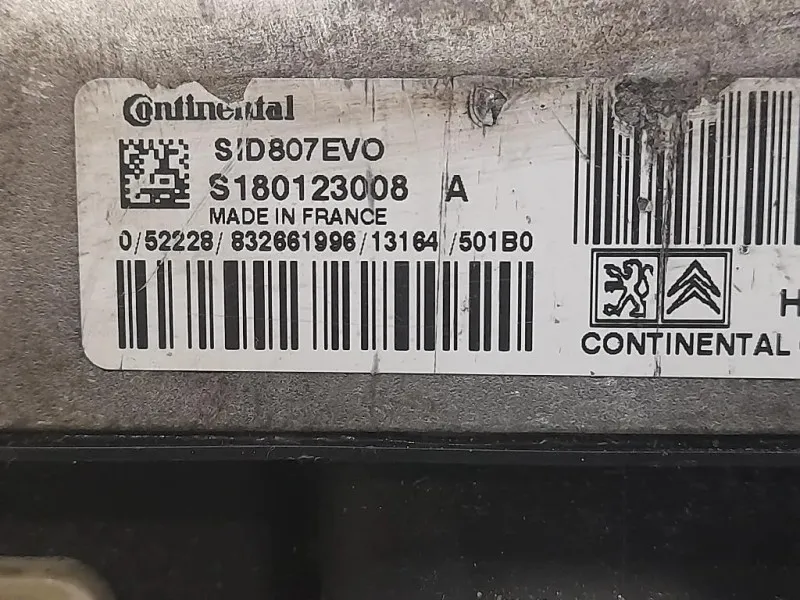 Continental
SID807EVO
S180123008 A
MADE IN FRANCE
0/52228/832661996/13164/501B0
H
CONTINENTAL